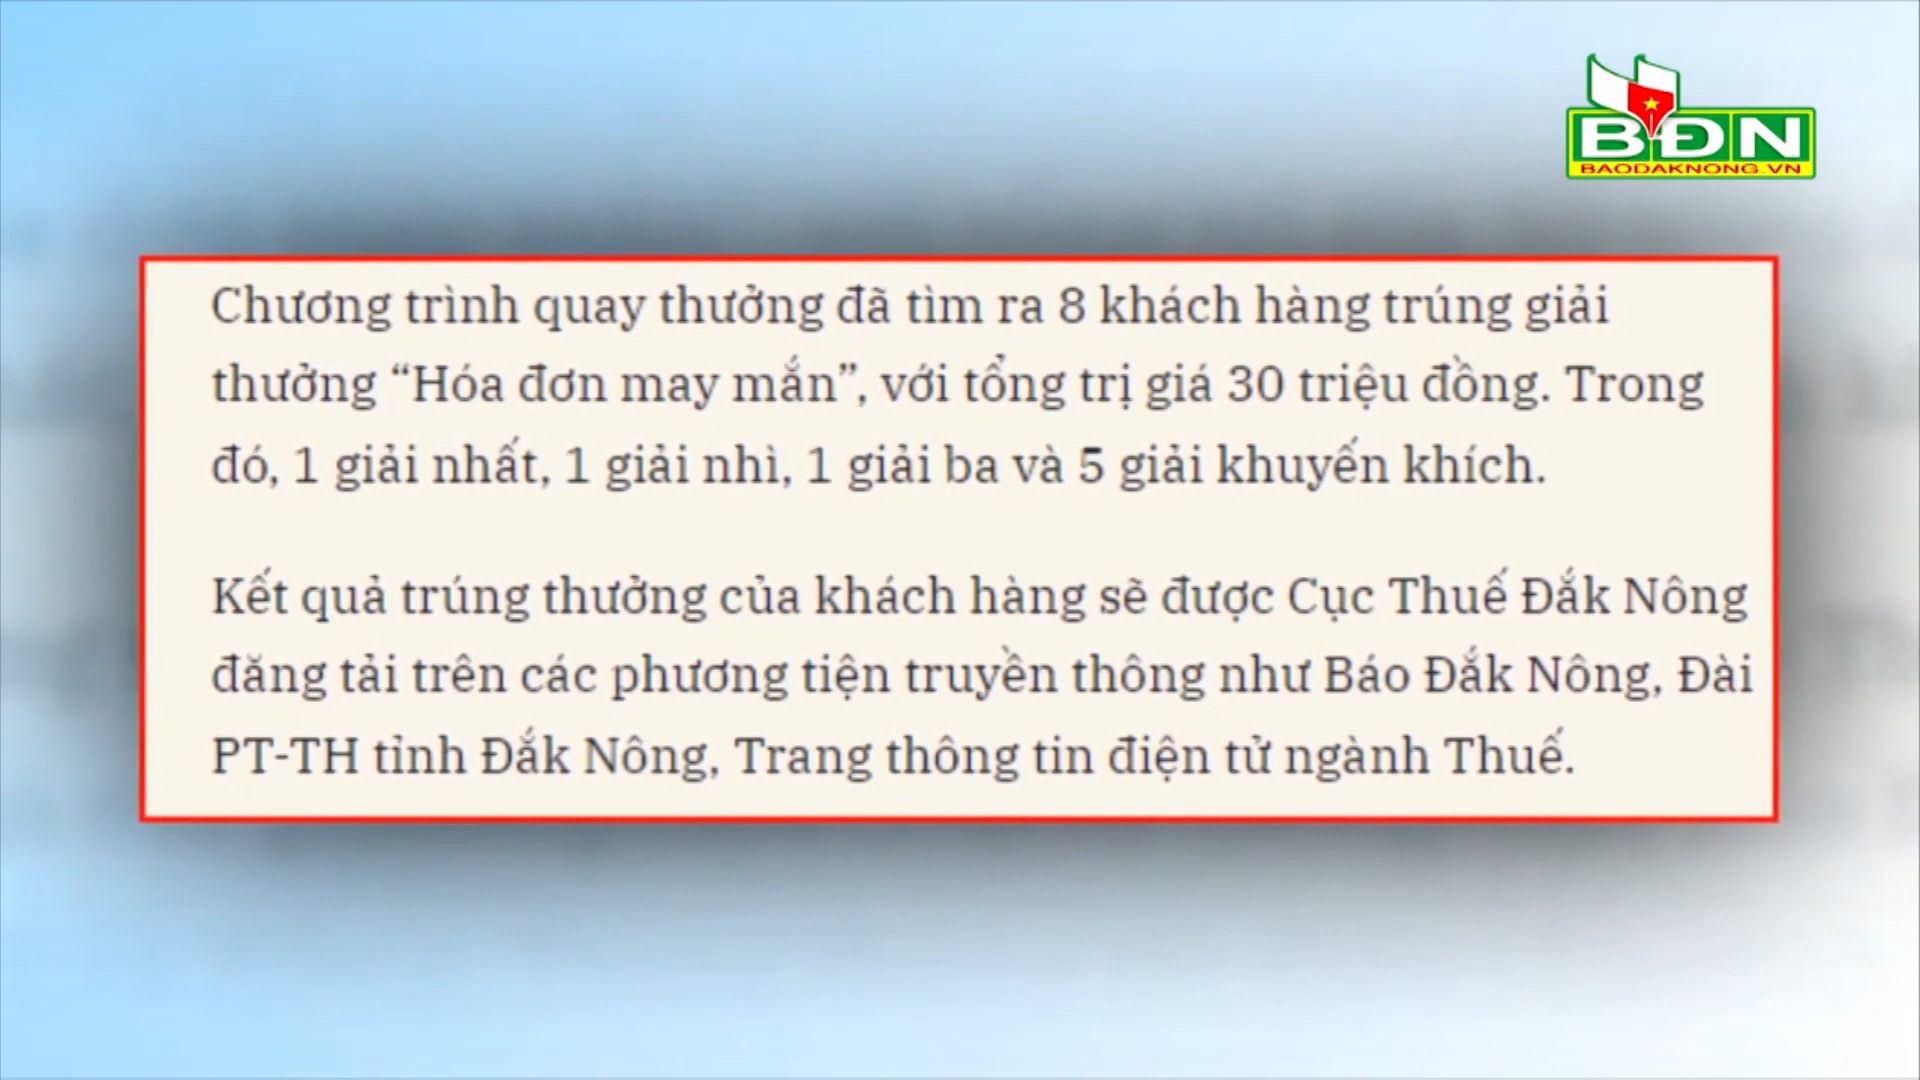 BĐN
BAODAKNONG.VN
Chương trình quay thưởng đã tìm ra 8 khách hàng trúng giải
thưởng “Hóa đơn may mắn”, với tổng trị giá 30 triệu đồng. Trong
đó, 1 giải nhất, 1 giải nhì, 1 giải ba và 5 giải khuyến khích.
Kết quả trúng thưởng của khách hàng sẽ được Cục Thuế Đắk Nông
đăng tải trên các phương tiện truyền thông như Báo Đắk Nông, Đài
PT-TH tỉnh Đắk Nông, Trang thông tin điện tử ngành Thuế.